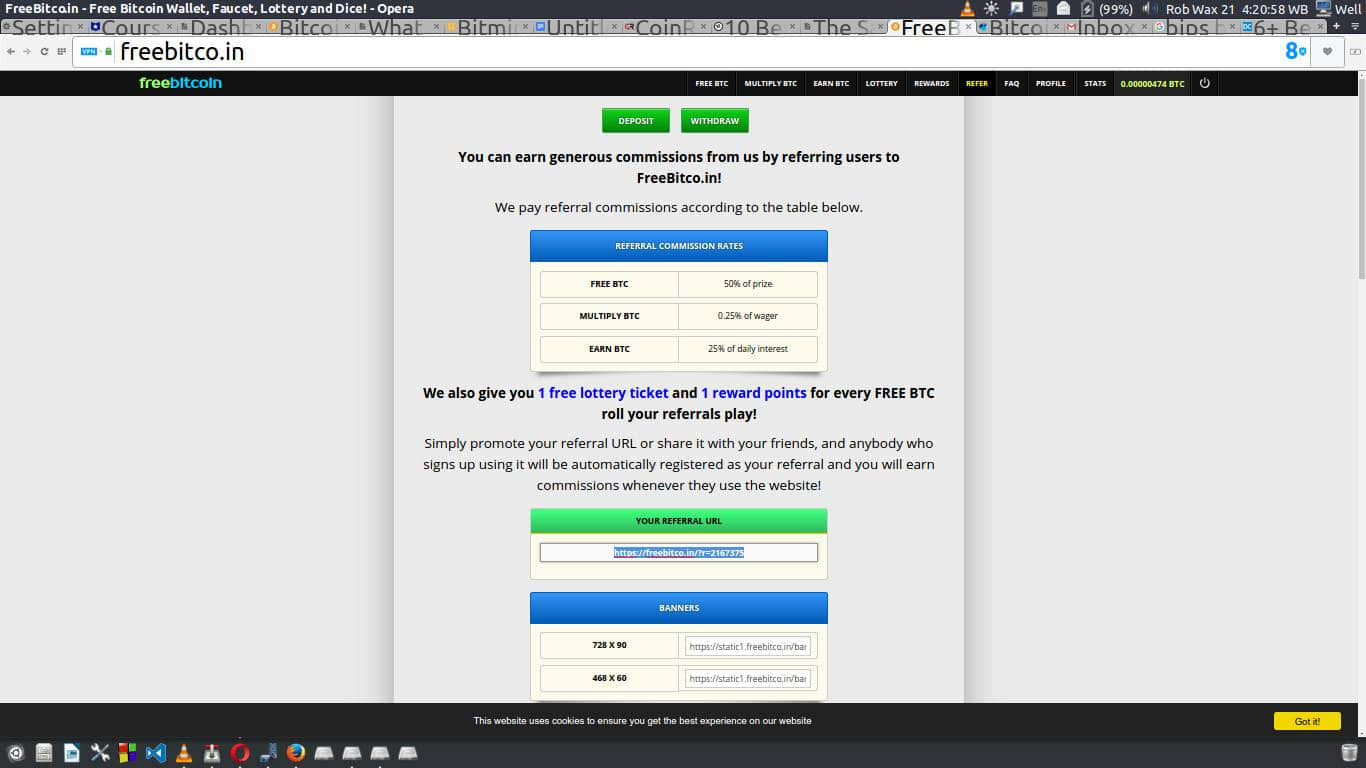 FreeBitcoin - Free Bitcoin Wallet, Faucet, Lottery and Dice! - Opera
(99%) Rob Wax 21 4:20:58 WB Well
Settin Cours Dash Bitco What Bitmi Untit CoinR 10 Be The S FreeB Bitco Inbox bips b 6+ Be
VPN freebitco.in 8
freebitcoin FREE BTC MULTIPLY BTC EARN BTC LOTTERY REWARDS REFER FAQ PROFILE STATS 0.00000474 BTC
DEPOSIT WITHDRAW
You can earn generous commissions from us by referring users to
FreeBitco.in!
We pay referral commissions according to the table below.
REFERRAL COMMISSION RATES
FREE BTC 50% of prize
MULTIPLY BTC 0.25% of wager
EARN BTC 25% of daily interest
We also give you 1 free lottery ticket and 1 reward points for every FREE BTC
roll your referrals play!
Simply promote your referral URL or share it with your friends, and anybody who
signs up using it will be automatically registered as your referral and you will earn
commissions whenever they use the website!
YOUR REFERRAL URL
https://freebitco.in/?r=2167375
BANNERS
728 X 90 https://static1.freebitco.in/bar
468 X 60 https://static1.freebitco.in/bar
This website uses cookies to ensure you get the best experience on our website Got it!